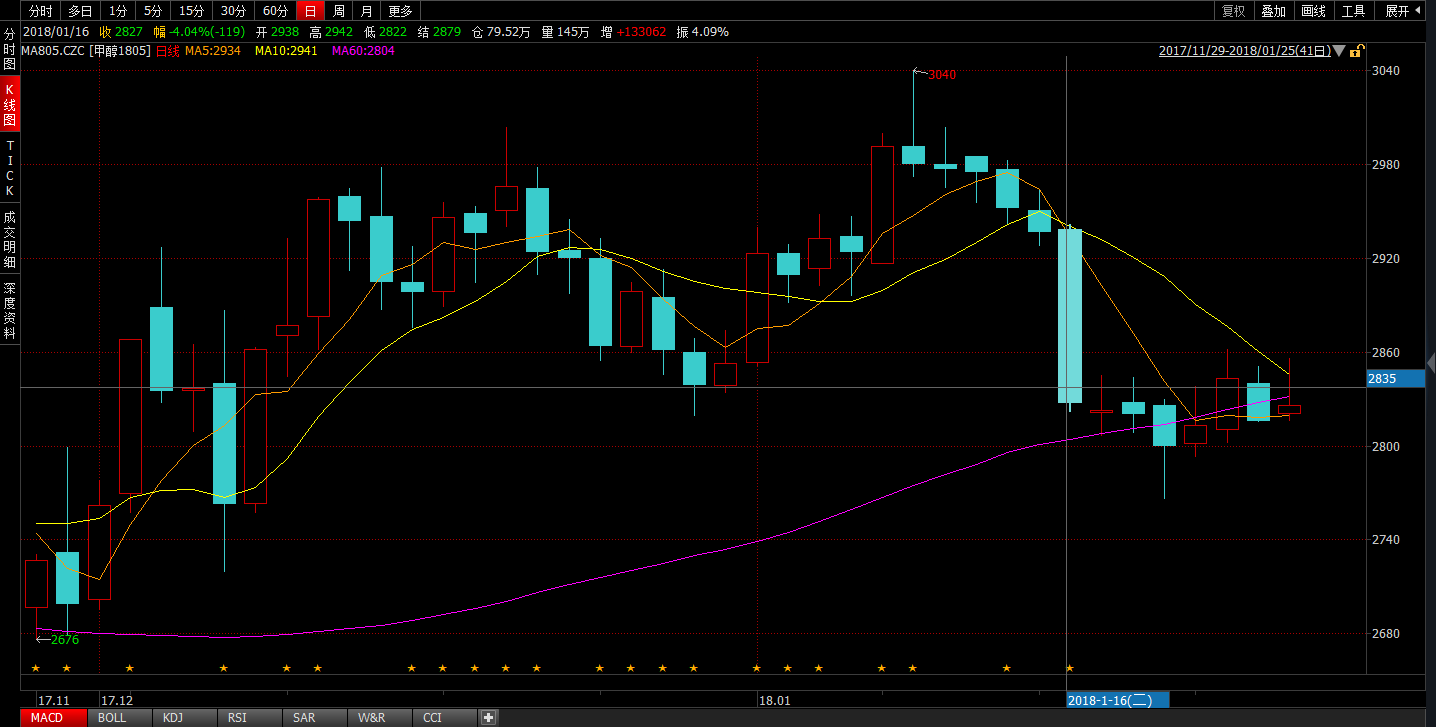 分时 多日 1分 5分 15分 30分 60分 日 周 月 更多 复权 叠加 画线 工具 展开
2018/01/16 收 2827 幅 -4.04%(-119) 开 2938 高 2942 低 2822 结 2879 仓 79.52万 量 145万 增 +133062 振 4.09%
MA805.CZC [甲醇1805] 日线 MA5:2934 MA10:2941 MA60:2804 2017/11/29-2018/01/25(41日)
分时图
K线图
TICK
成交明细
深度资料
3040
3040
2980
2920
2860
2835
2800
2740
2680
2676
17.11 17.12 18.01 2018-1-16(二)
MACD BOLL KDJ RSI SAR W&R CCI